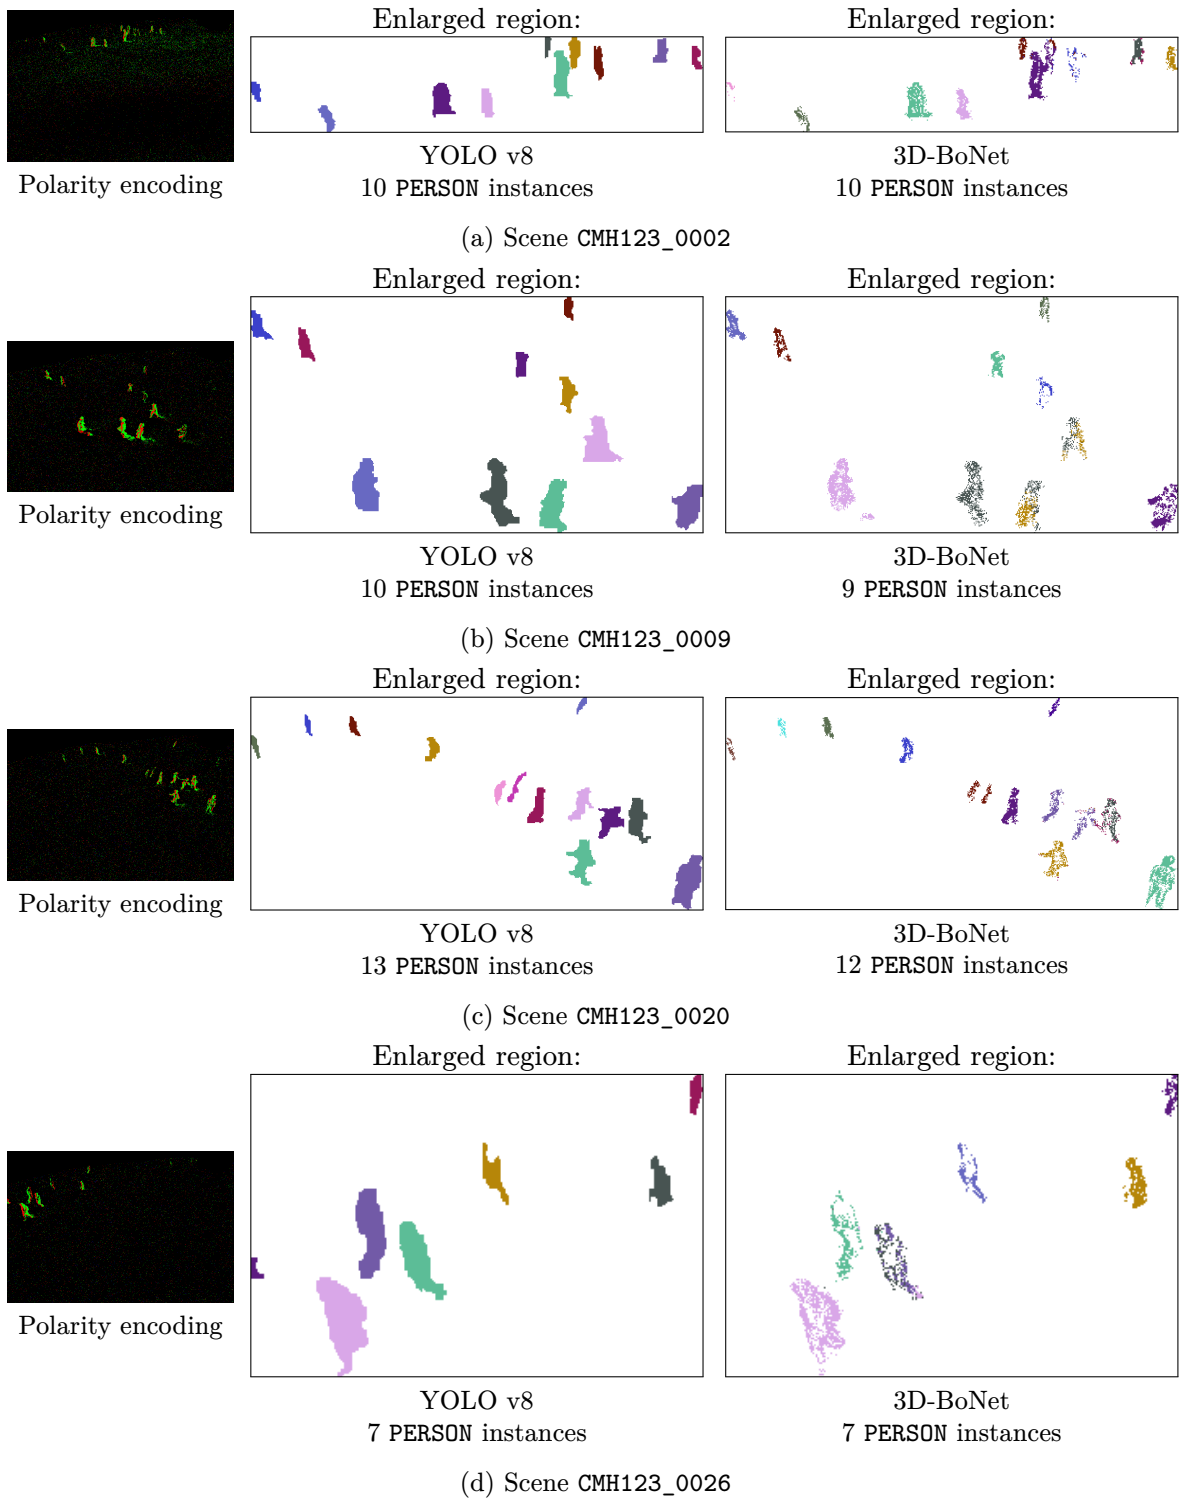 Enlarged region:
Enlarged region:
Polarity encoding
YOLO v8
10 PERSON instances
3D-BoNet
10 PERSON instances
(a) Scene CMH123_0002
Enlarged region:
Enlarged region:
Polarity encoding
YOLO v8
10 PERSON instances
3D-BoNet
9 PERSON instances
(b) Scene CMH123_0009
Enlarged region:
Enlarged region:
Polarity encoding
YOLO v8
13 PERSON instances
3D-BoNet
12 PERSON instances
(c) Scene CMH123_0020
Enlarged region:
Enlarged region:
Polarity encoding
YOLO v8
7 PERSON instances
3D-BoNet
7 PERSON instances
(d) Scene CMH123_0026